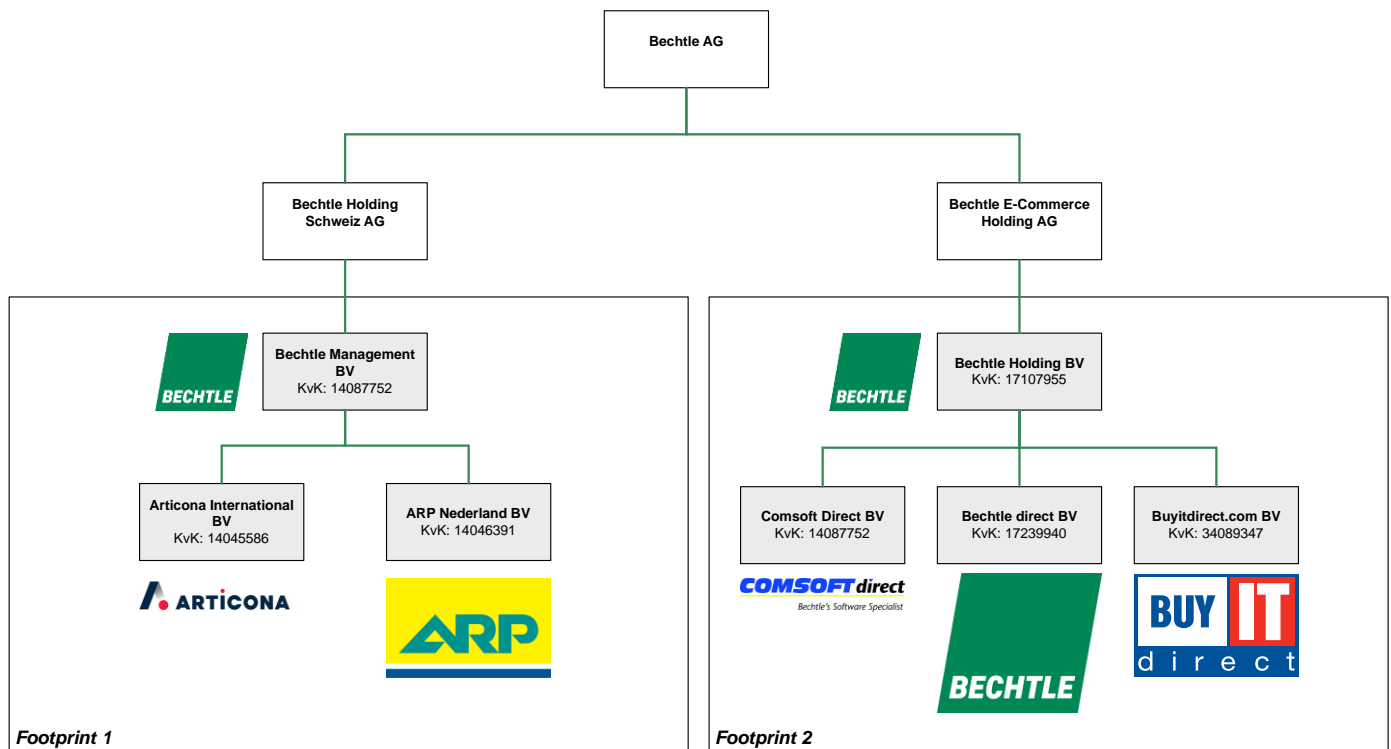 Bechtle AG
Bechtle Holding
Schweiz AG
Bechtle E-Commerce
Holding AG
BECHTLE
Bechtle Management
BV
KvK: 14087752
BECHTLE
Bechtle Holding BV
KvK: 17107955
Articona International
BV
KvK: 14045586
ARP Nederland BV
KvK: 14046391
Comsoft Direct BV
KvK: 14087752
Bechtle direct BV
KvK: 17239940
Buyitdirect.com BV
KvK: 34089347
ARTICONA
ARP
COMSOFT direct
Bechtle's Software Specialist
BECHTLE
BUY IT
direct
Footprint 1
Footprint 2